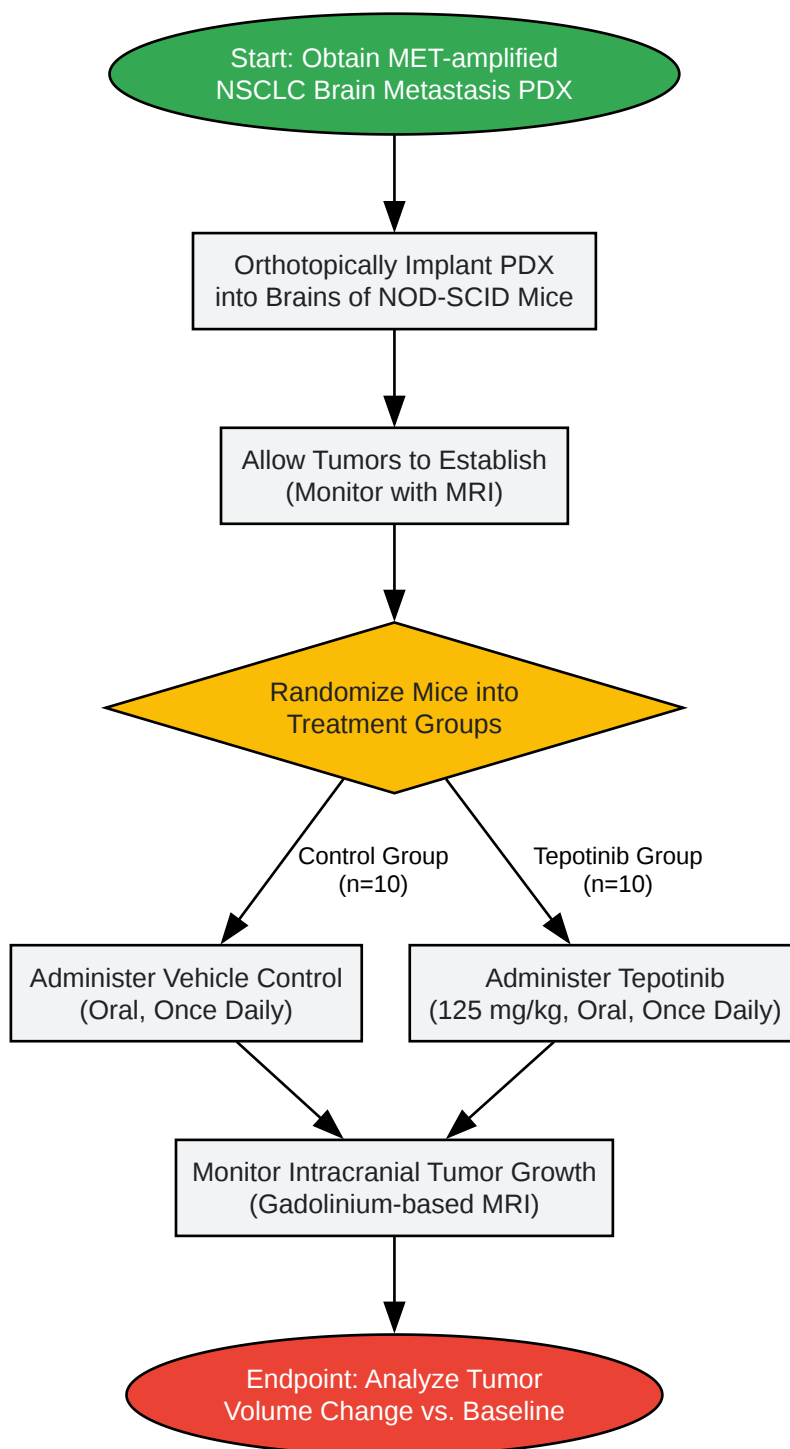 Start: Obtain MET-amplified
NSCLC Brain Metastasis PDX
Orthotopically Implant PDX
into Brains of NOD-SCID Mice
Allow Tumors to Establish
(Monitor with MRI)
Randomize Mice into
Treatment Groups
Control Group
(n=10)
Tepotinib Group
(n=10)
Administer Vehicle Control
(Oral, Once Daily)
Administer Tepotinib
(125 mg/kg, Oral, Once Daily)
Monitor Intracranial Tumor Growth
(Gadolinium-based MRI)
Endpoint: Analyze Tumor
Volume Change vs. Baseline